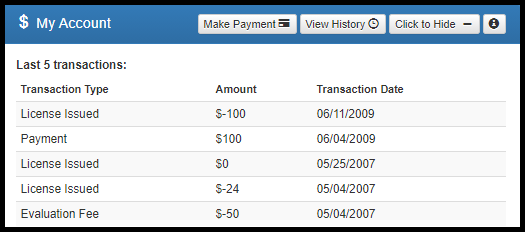 $ My Account Make Payment View History Click to Hide
Last 5 transactions:
Transaction Type Amount Transaction Date
License Issued $-100 06/11/2009
Payment $100 06/04/2009
License Issued $0 05/25/2007
License Issued $-24 05/04/2007
Evaluation Fee $-50 05/04/2007